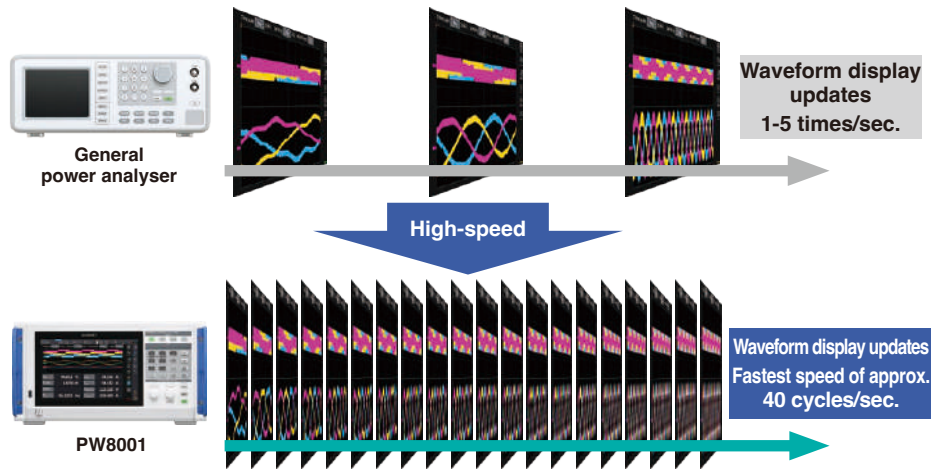 General
power analyser
Waveform display
updates
1-5 times/sec.
High-speed
PW8001
Waveform display updates
Fastest speed of approx.
40 cycles/sec.